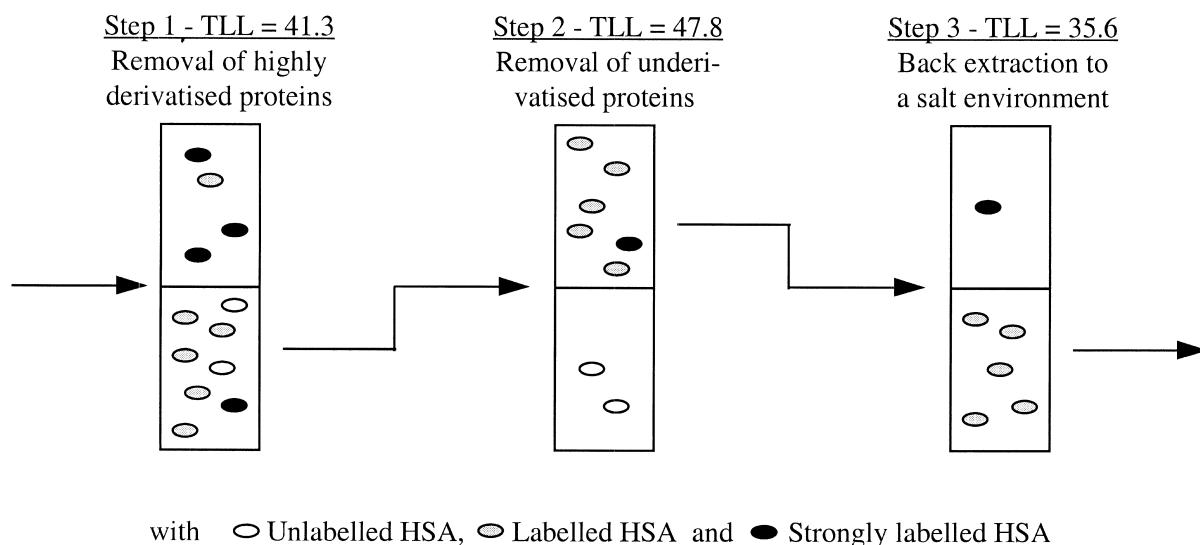 Step 1 - TLL = 41.3
Removal of highly
derivatised proteins
Step 2 - TLL = 47.8
Removal of underi-
vatised proteins
Step 3 - TLL = 35.6
Back extraction to
a salt environment
with Unlabelled HSA, Labelled HSA and Strongly labelled HSA